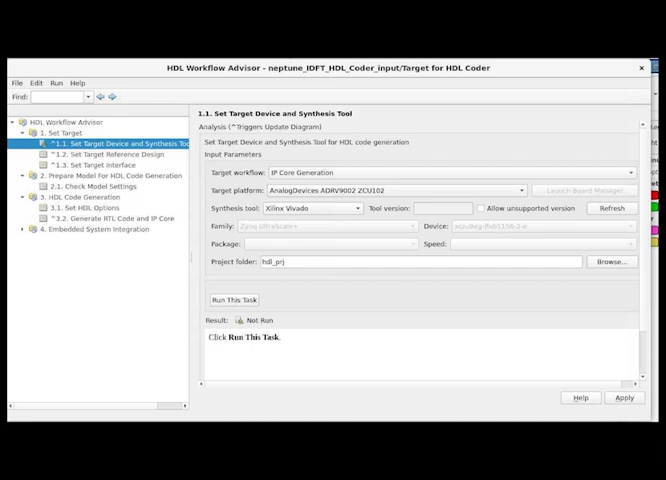 HDL Workflow Advisor - neptune_IDFT_HDL_Coder_input/Target for HDL Coder
File Edit Run Help
Find:
HDL Workflow Advisor
1. Set Target
^1.1. Set Target Device and Synthesis Too
^1.2. Set Target Reference Design
^1.3. Set Target Interface
2. Prepare Model For HDL Code Generation
2.1. Check Model Settings
3. HDL Code Generation
3.1. Set HDL Options
^3.2. Generate RTL Code and IP Core
4. Embedded System Integration
1.1. Set Target Device and Synthesis Tool
Analysis (^Triggers Update Diagram)
Set Target Device and Synthesis Tool for HDL code generation
Input Parameters
Target workflow: IP Core Generation
Target platform: AnalogDevices ADRV9002 ZCU102 Launch Board Manager
Synthesis tool: Xilinx Vivado Tool version: Allow unsupported version Refresh
Family: Zynq UltraScale+ Device: xczu9eg-ffvb1156-2-e
Package: Speed:
Project folder: hdl_prj Browse...
Run This Task
Result: Not Run
Click Run This Task.
Help Apply